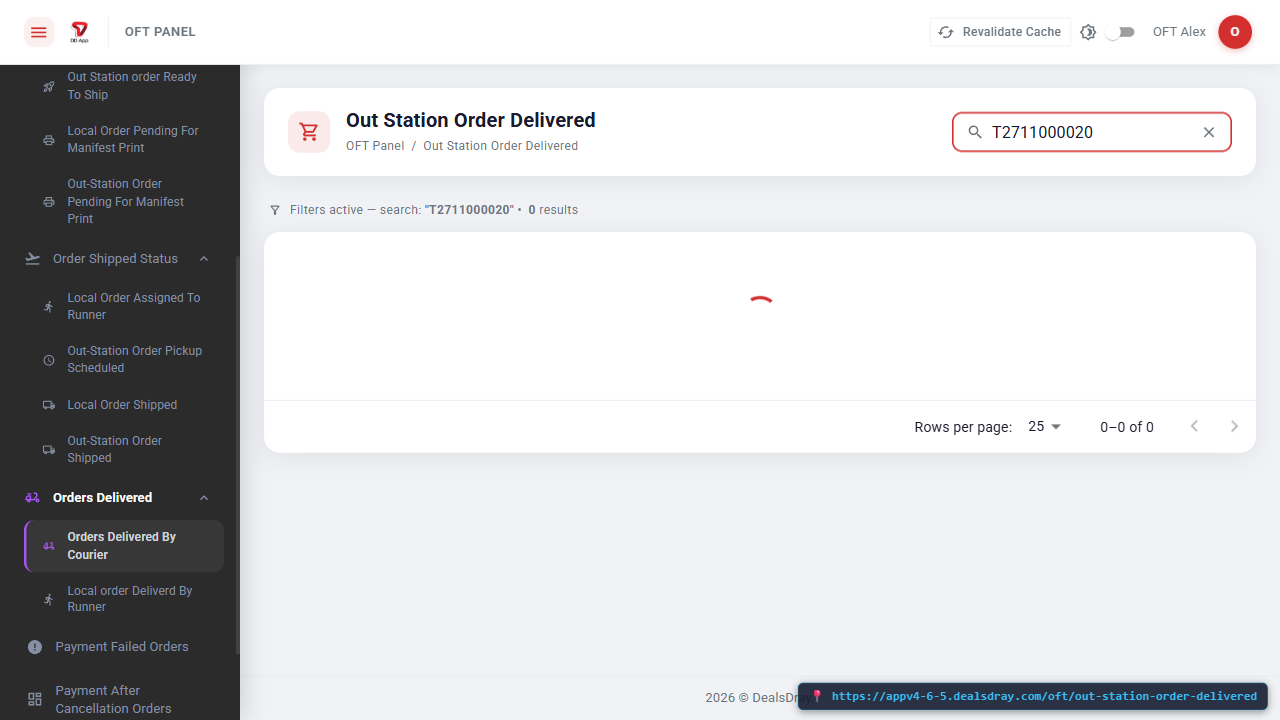 DD App
OFT PANEL
Revalidate Cache
OFT Alex
O
Out Station order Ready
To Ship
Local Order Pending For
Manifest Print
Out-Station Order
Pending For Manifest
Print
Order Shipped Status
Local Order Assigned To
Runner
Out-Station Order Pickup
Scheduled
Local Order Shipped
Out-Station Order
Shipped
Orders Delivered
Orders Delivered By
Courier
Local order Deliverd By
Runner
Payment Failed Orders
Payment After
Cancellation Orders
Out Station Order Delivered
OFT Panel / Out Station Order Delivered
T2711000020
Filters active — search: "T2711000020" • 0 results
Rows per page: 25 0–0 of 0
2026 © DealsDray
https://appv4-6-5.dealsdray.com/oft/out-station-order-delivered